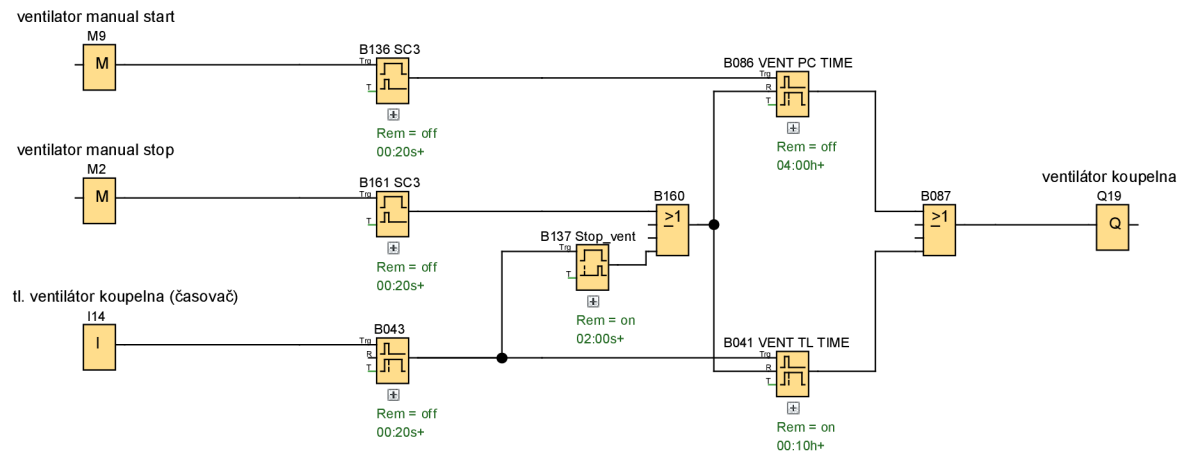 ventilator manual start
M9
M
B136 SC3
Trg
T
Rem = off
00:20s+
B086 VENT PC TIME
Trg
R
T
Rem = off
04:00h+
ventilator manual stop
M2
M
B161 SC3
Trg
T
Rem = off
00:20s+
B160
≥1
B137 Stop_vent
Trg
T
Rem = on
02:00s+
B087
≥1
ventilátor koupelna
Q19
Q
tl. ventilátor koupelna (časovač)
I14
I
B043
Trg
R
T
Rem = off
00:20s+
B041 VENT TL TIME
Trg
R
T
Rem = on
00:10h+